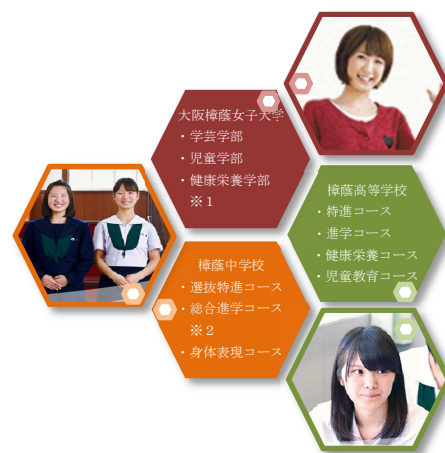 大阪樟蔭女子大学
・学芸学部
・児童学部
・健康栄養学部
※１
樟蔭高等学校
・特進コース
・進学コース
・健康栄養コース
・児童教育コース
樟蔭中学校
・選抜特進コース
・総合進学コース
※２
・身体表現コース